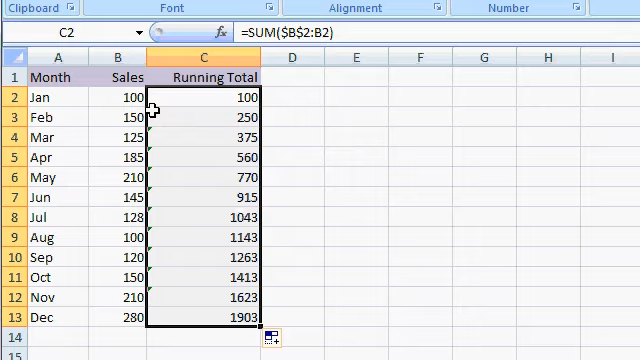 Clipboard Font Alignment Number
C2 fx =SUM($B$2:B2)
A B C D E F G H I
1 Month Sales Running Total
2 Jan 100 100
3 Feb 150 250
4 Mar 125 375
5 Apr 185 560
6 May 210 770
7 Jun 145 915
8 Jul 128 1043
9 Aug 100 1143
10 Sep 120 1263
11 Oct 150 1413
12 Nov 210 1623
13 Dec 280 1903
14
15